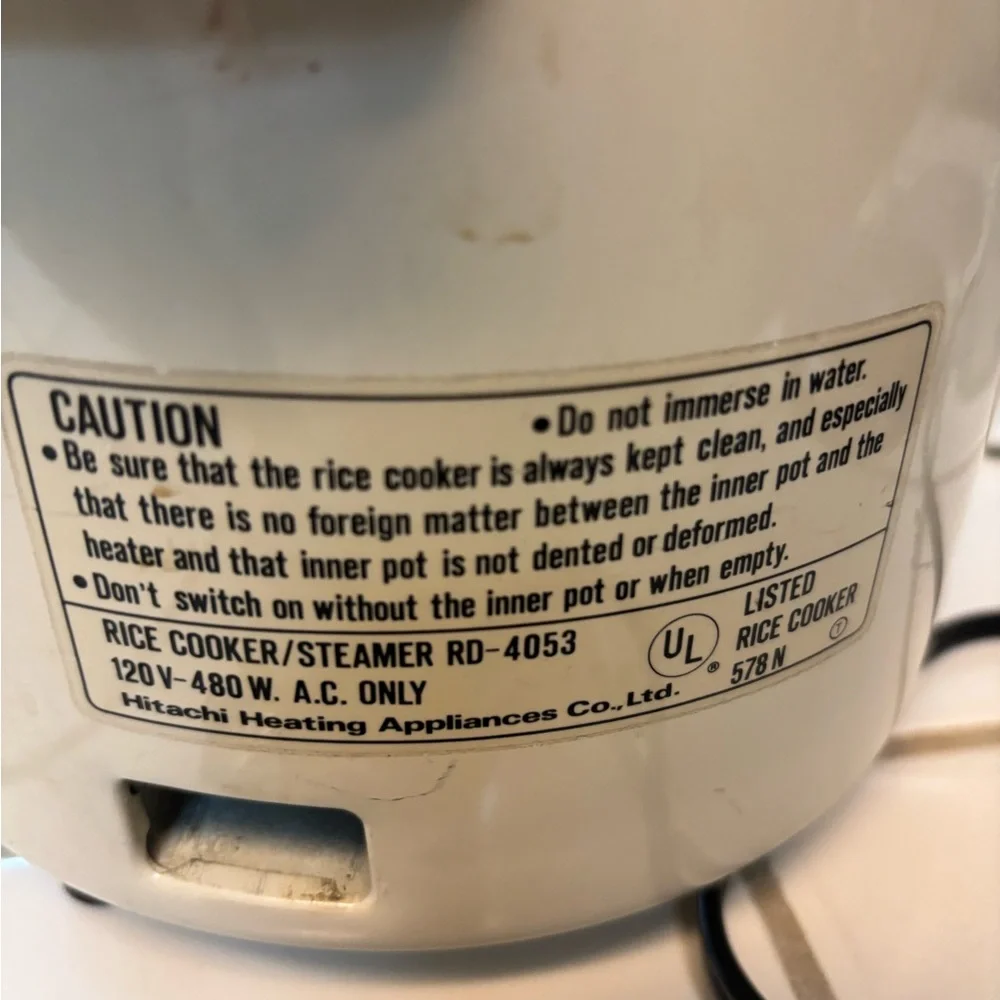 CAUTION •Do not immerse in water.
•Be sure that the rice cooker is always kept clean, and especially
that there is no foreign matter between the inner pot and the
heater and that inner pot is not dented or deformed.
•Don't switch on without the inner pot or when empty.
RICE COOKER/STEAMER RD-4053
120V-480W. A.C. ONLY
Hitachi Heating Appliances Co., Ltd.
UL®
LISTED
RICE COOKER
578N